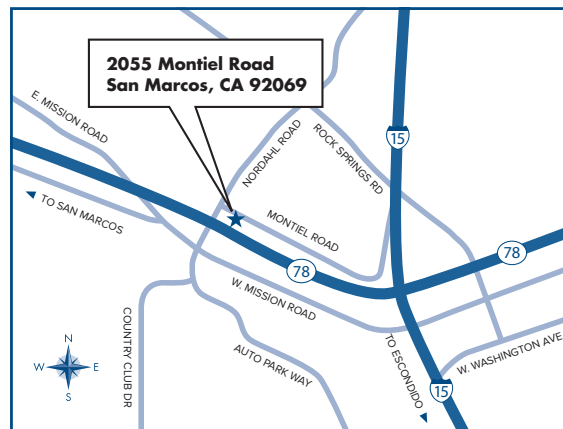 2055 Montiel Road
San Marcos, CA 92069
E. MISSION ROAD
NORDAHL ROAD
ROCK SPRINGS RD
15
TO SAN MARCOS
MONTIEL ROAD
78
78
W. MISSION ROAD
COUNTRY CLUB DR
AUTO PARK WAY
TO ESCONDIDO
W. WASHINGTON AVE
15
N
W
E
S